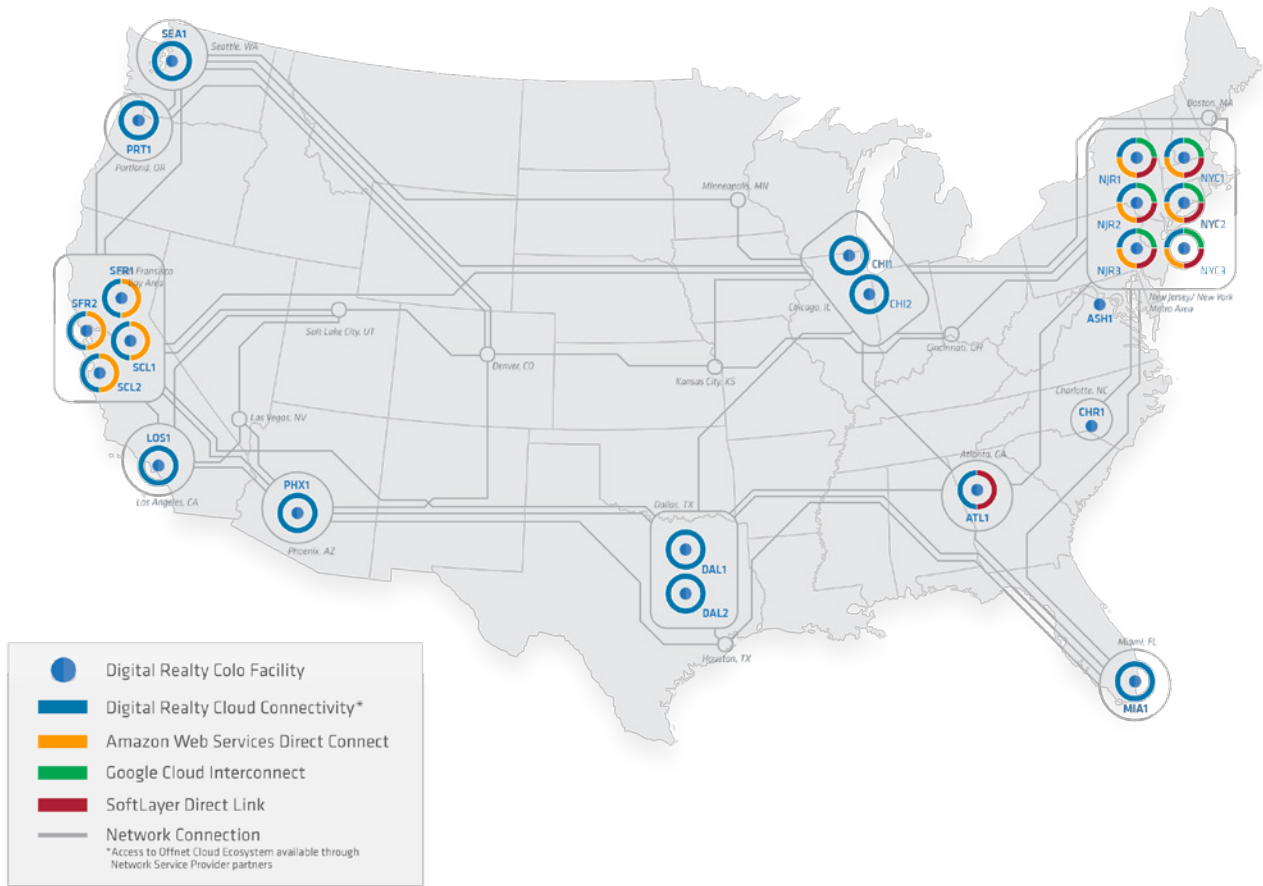 SEA1
Seattle, WA
PRT1
Portland, OR
Boston, MA
NJR1
NYC1
NJR2
NYC2
NJR3
NYC3
New Jersey/ New York
Metro Area
Minneapolis, MN
CHI1
CHI2
Chicago, IL
ASH1
SFR1
San Fransisco
Bay Area
SFR2
SCL1
SCL2
Salt Lake City, UT
Denver, CO
Kansas City, KS
Cincinnati, OH
Charlotte, NC
CHR1
Las Vegas, NV
LOS1
Los Angeles, CA
PHX1
Phoenix, AZ
Atlanta, GA
ATL1
Dallas, TX
DAL1
DAL2
Houston, TX
Miami, FL
MIA1
Digital Realty Colo Facility
Digital Realty Cloud Connectivity*
Amazon Web Services Direct Connect
Google Cloud Interconnect
SoftLayer Direct Link
Network Connection
*Access to Offnet Cloud Ecosystem available through
Network Service Provider partners